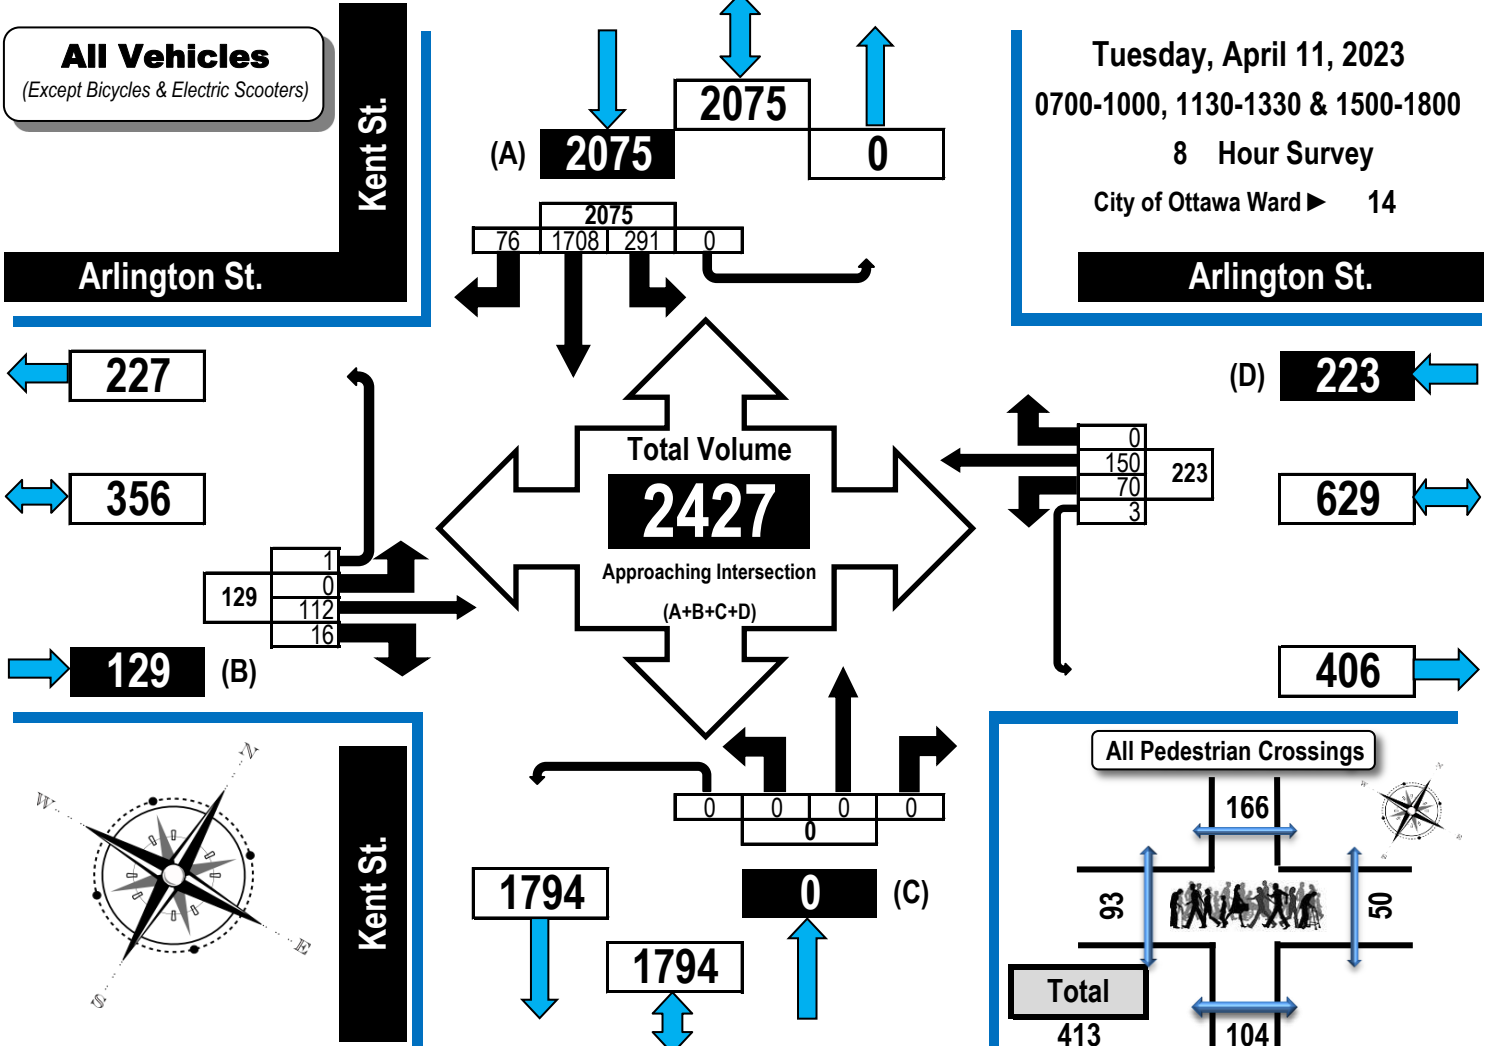 All Vehicles
(Except Bicycles & Electric Scooters)
Kent St.
Arlington St.
2075
(A) 2075
0
2075
76 1708 291 0
Tuesday, April 11, 2023
0700-1000, 1130-1330 & 1500-1800
8 Hour Survey
City of Ottawa Ward ► 14
Arlington St.
227
356
1
0
112
16
129
129 (B)
Total Volume
2427
Approaching Intersection
(A+B+C+D)
(D) 223
0
150
70
3
223
629
406
N
W
E
S
Kent St.
0 0 0 0
0
1794
0 (C)
1794
All Pedestrian Crossings
166
93
50
Total
413
104